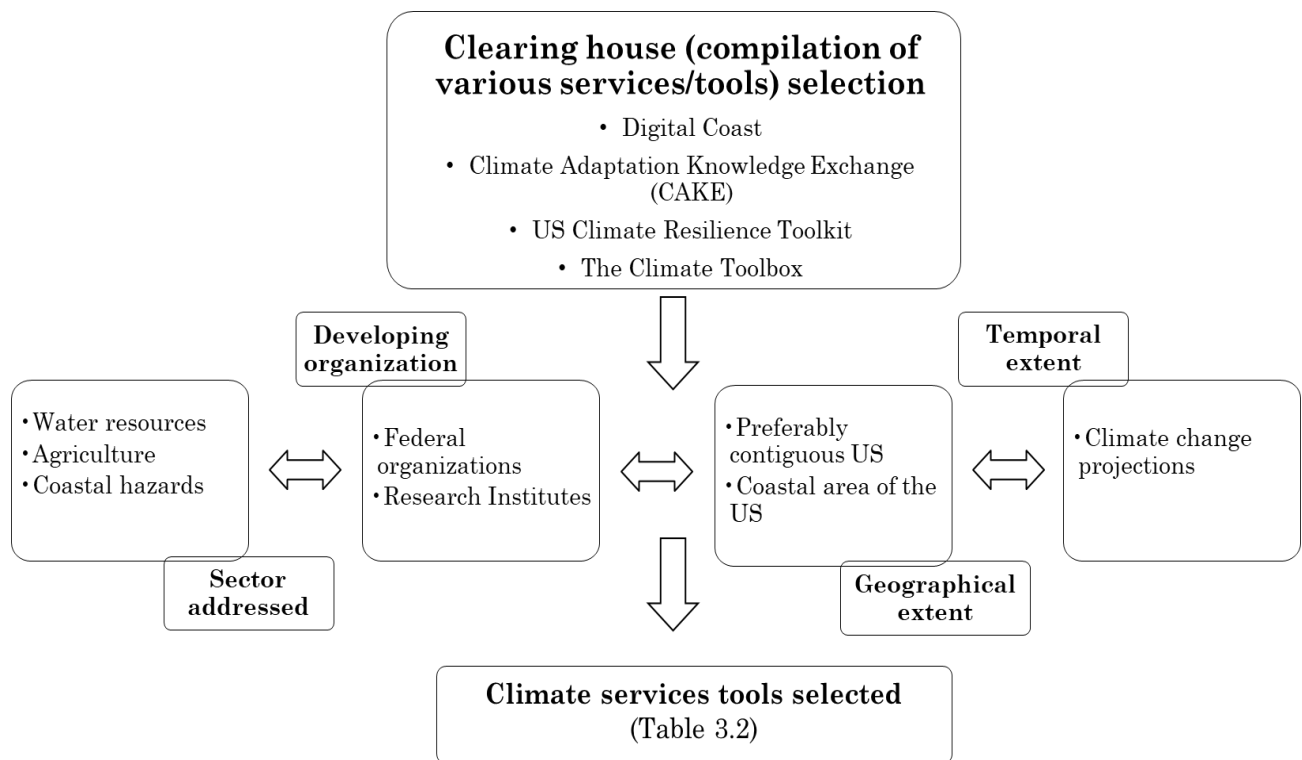 Clearing house (compilation of
various services/tools) selection
• Digital Coast
• Climate Adaptation Knowledge Exchange
(CAKE)
• US Climate Resilience Toolkit
• The Climate Toolbox
Developing
organization
Temporal
extent
• Water resources
• Agriculture
• Coastal hazards
• Federal
organizations
• Research Institutes
• Preferably
contiguous US
• Coastal area of the
US
• Climate change
projections
Sector
addressed
Geographical
extent
Climate services tools selected
(Table 3.2)